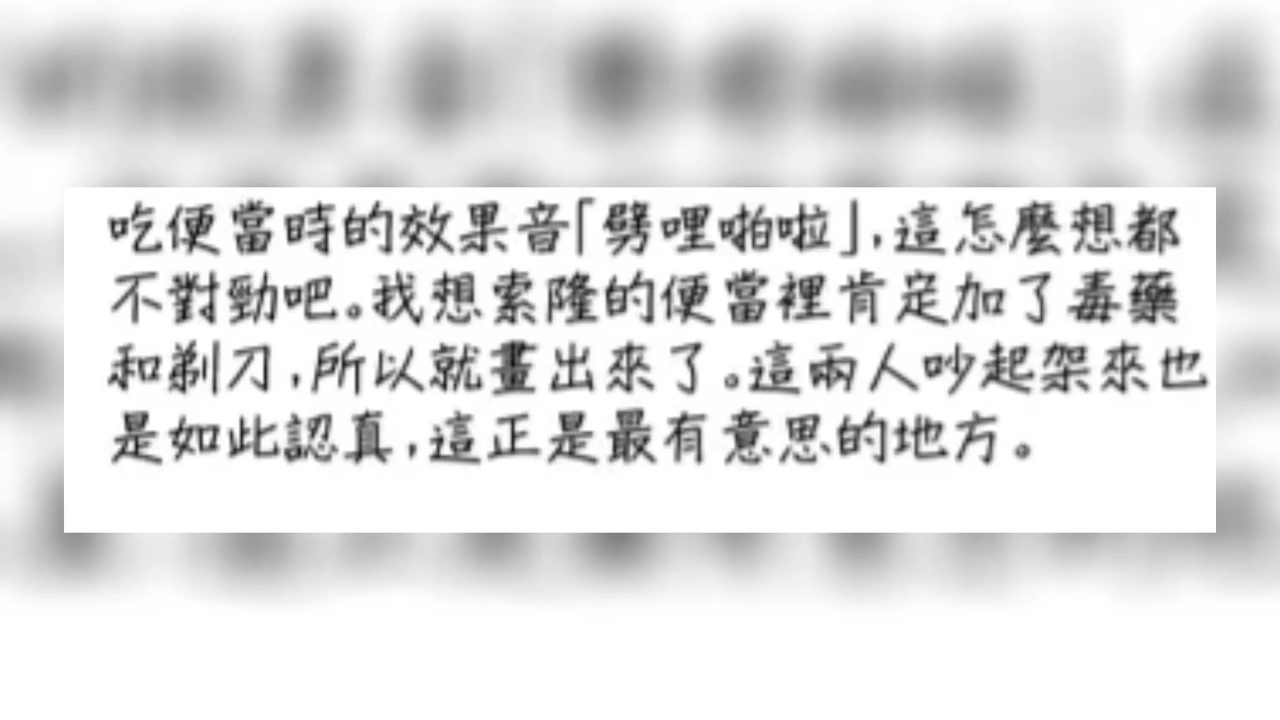 吃便當時的效果音「劈哩啪啦」，這怎麼想都
不對勁吧。我想索隆的便當裡肯定加了毒藥
和剃刀，所以就畫出來了。這兩人吵起架來也
是如此認真，這正是最有意思的地方。